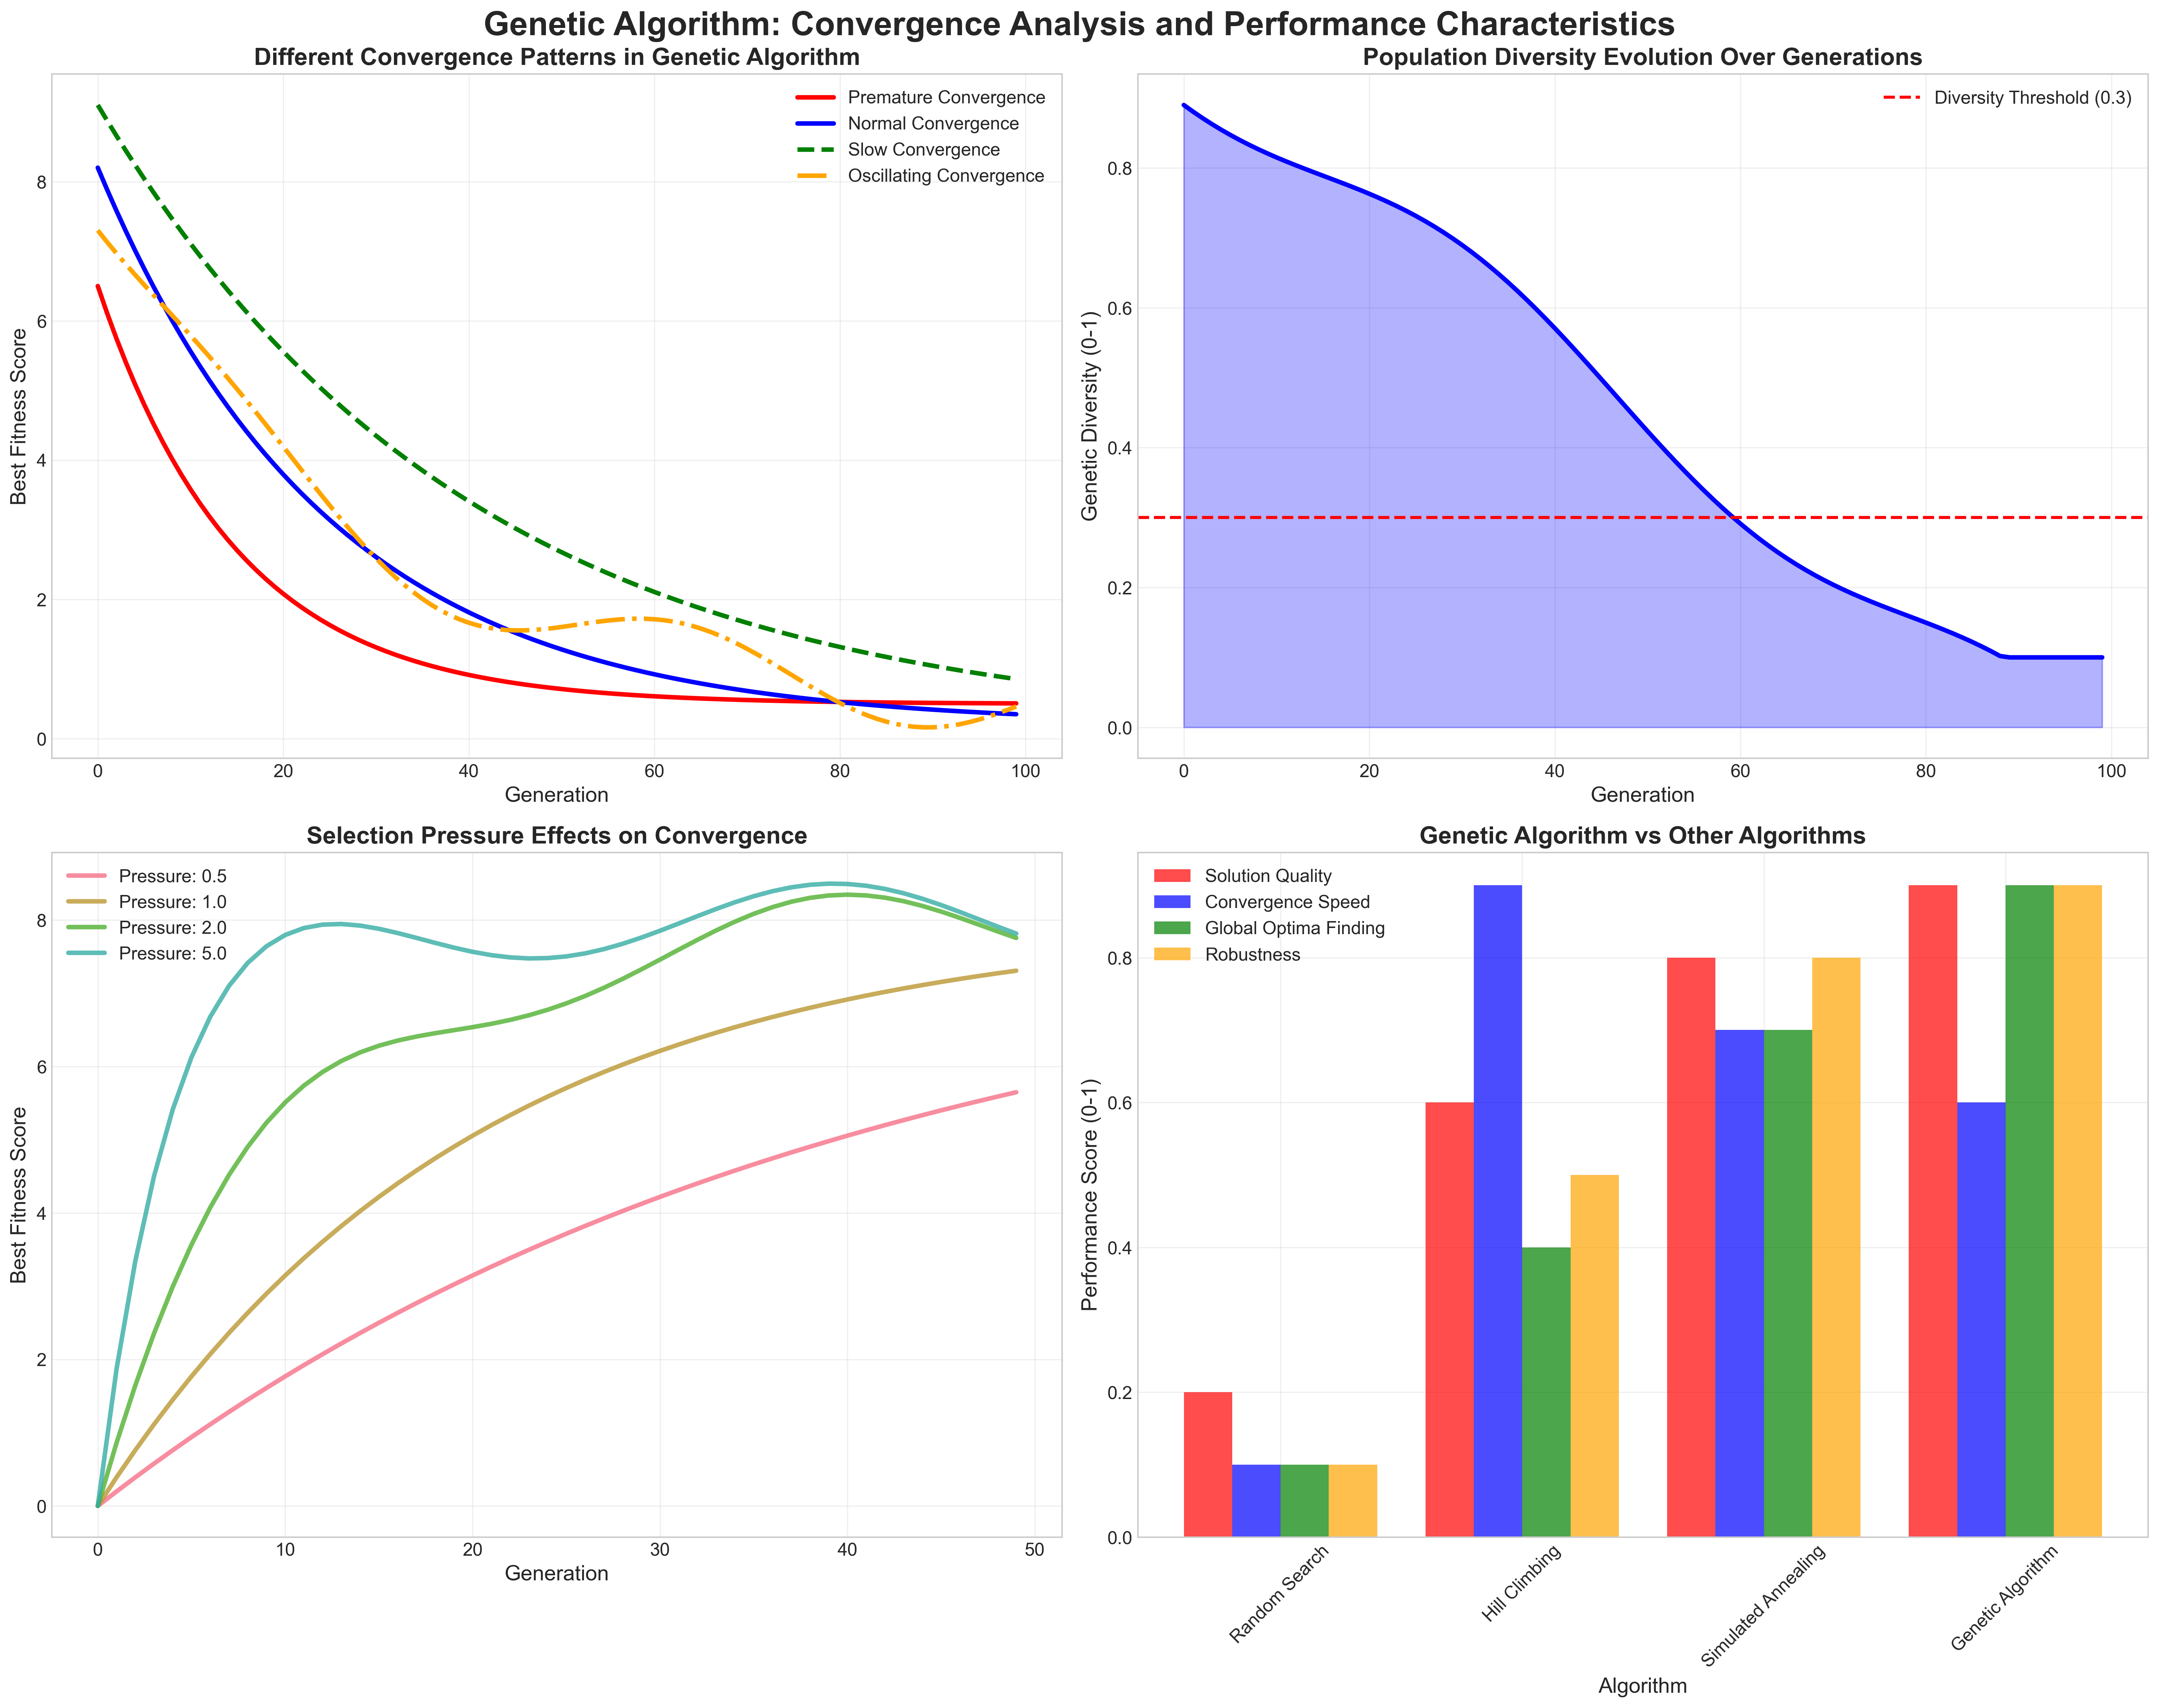 Genetic Algorithm: Convergence Analysis and Performance Characteristics
Different Convergence Patterns in Genetic Algorithm
Premature Convergence
Normal Convergence
Slow Convergence
Oscillating Convergence
Best Fitness Score
8
6
4
2
0
0 20 40 60 80 100
Generation
Population Diversity Evolution Over Generations
Diversity Threshold (0.3)
Genetic Diversity (0-1)
0.8
0.6
0.4
0.2
0.0
0 20 40 60 80 100
Generation
Selection Pressure Effects on Convergence
Pressure: 0.5
Pressure: 1.0
Pressure: 2.0
Pressure: 5.0
Best Fitness Score
8
6
4
2
0
0 10 20 30 40 50
Generation
Genetic Algorithm vs Other Algorithms
Solution Quality
Convergence Speed
Global Optima Finding
Robustness
Performance Score (0-1)
0.8
0.6
0.4
0.2
0.0
Random Search
Hill Climbing
Simulated Annealing
Genetic Algorithm
Algorithm